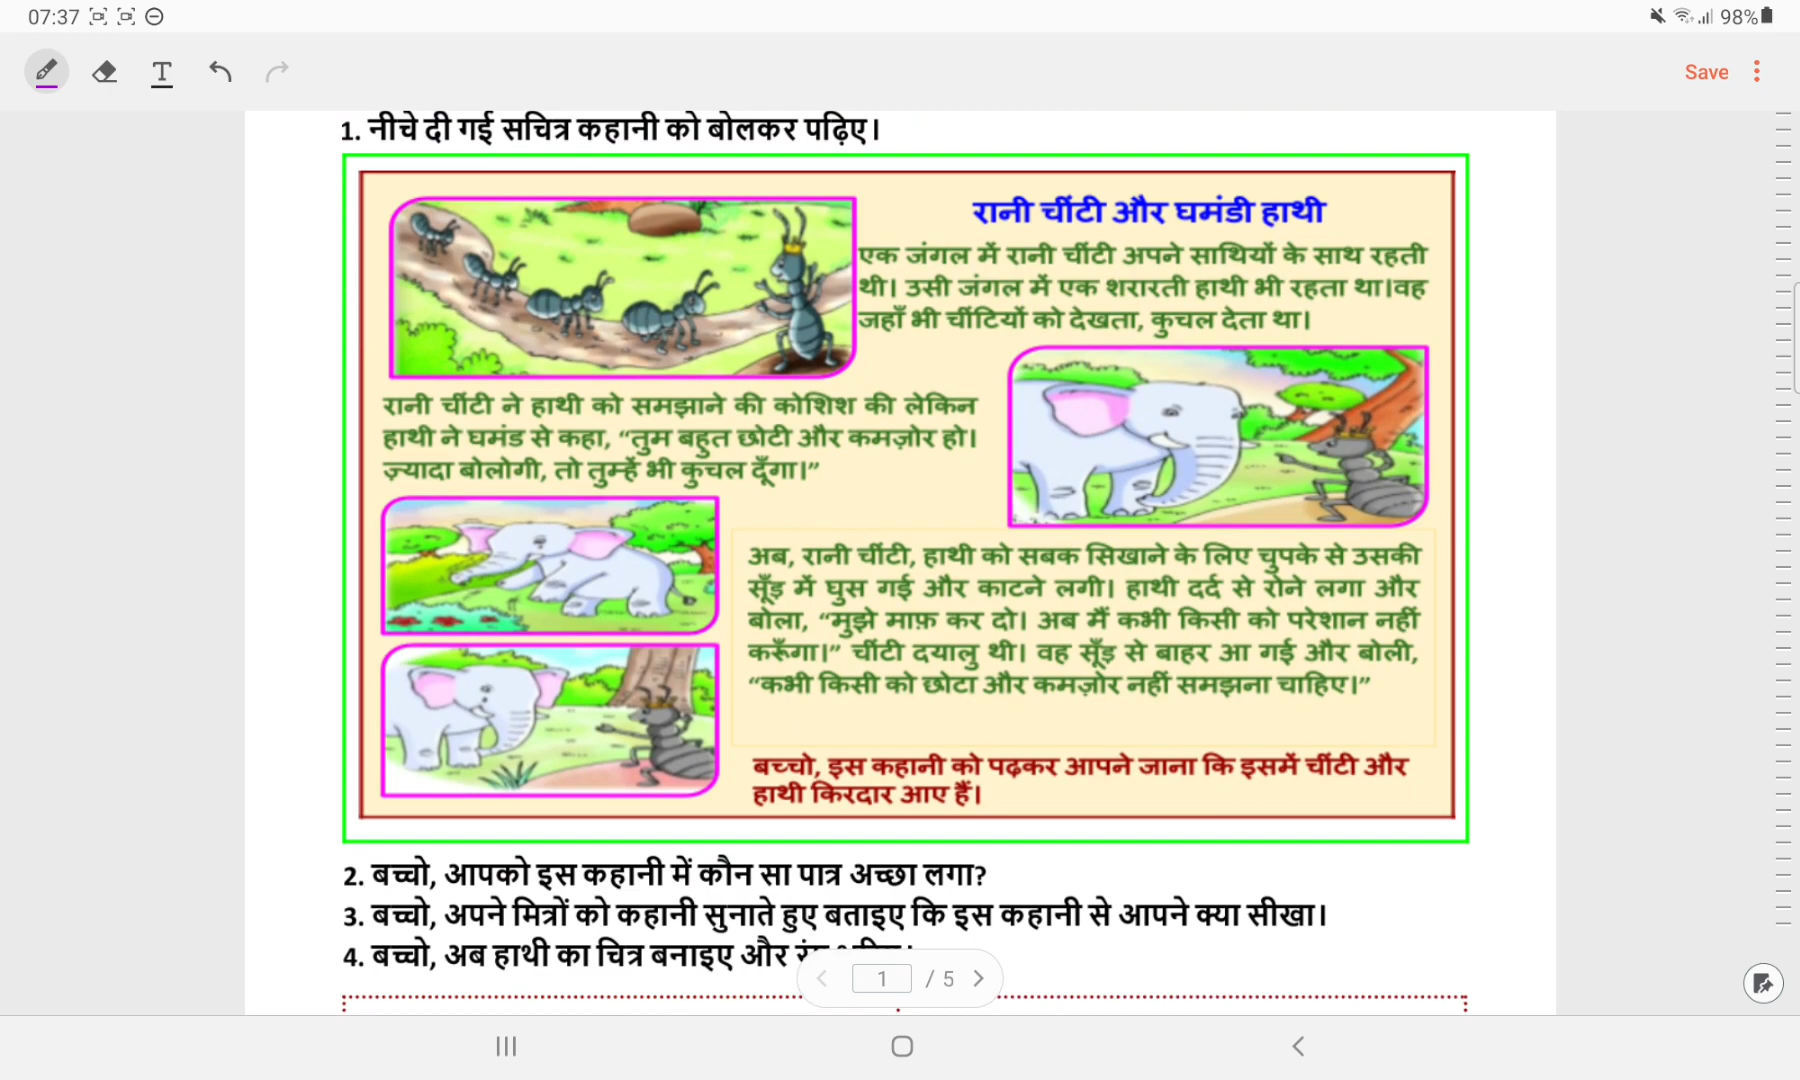 07:37
98%
T
Save
1. नीचे दी गई सचित्र कहानी को बोलकर पढ़िए।
रानी चींटी और घमंडी हाथी
एक जंगल में रानी चींटी अपने साथियों के साथ रहती
थी। उसी जंगल में एक शरारती हाथी भी रहता था।वह
जहाँ भी चींटियों को देखता, कुचल देता था।
रानी चींटी ने हाथी को समझाने की कोशिश की लेकिन
हाथी ने घमंड से कहा, “तुम बहुत छोटी और कमज़ोर हो।
ज़्यादा बोलोगी, तो तुम्हें भी कुचल दूँगा।”
अब, रानी चींटी, हाथी को सबक सिखाने के लिए चुपके से उसकी
सूँड़ में घुस गई और काटने लगी। हाथी दर्द से रोने लगा और
बोला, “मुझे माफ़ कर दो। अब मैं कभी किसी को परेशान नहीं
करूँगा।” चींटी दयालु थी। वह सूँड़ से बाहर आ गई और बोली,
“कभी किसी को छोटा और कमज़ोर नहीं समझना चाहिए।”
बच्चो, इस कहानी को पढ़कर आपने जाना कि इसमें चींटी और
हाथी किरदार आए हैं।
2. बच्चो, आपको इस कहानी में कौन सा पात्र अच्छा लगा?
3. बच्चो, अपने मित्रों को कहानी सुनाते हुए बताइए कि इस कहानी से आपने क्या सीखा।
4. बच्चो, अब हाथी का चित्र बनाइए और
1 / 5